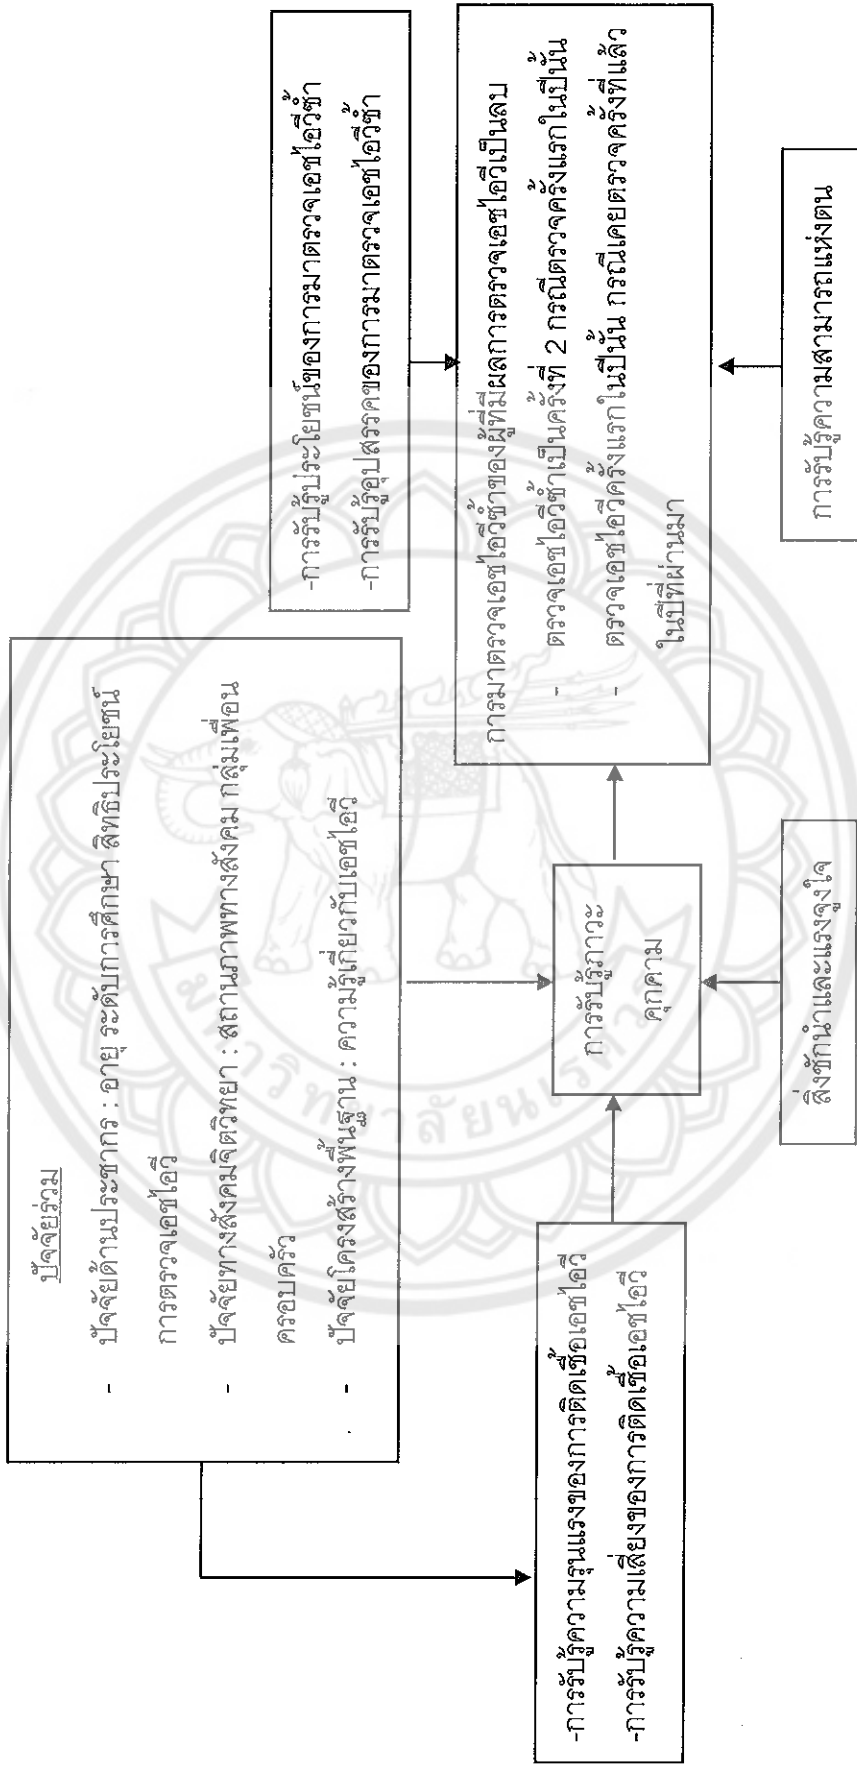 ปัจจัยร่วม
- ปัจจัยด้านประชากร : อายุ ระดับการศึกษา สิทธิประโยชน์
การตรวจเอชไอวี
- ปัจจัยทางสังคมจิตวิทยา : สถานภาพทางสังคม กลุ่มเพื่อน
ครอบครัว
- ปัจจัยโครงสร้างพื้นฐาน : ความรู้เกี่ยวกับเอชไอวี
-การรับรู้ประโยชน์ของการมาตรวจเอชไอวีซ้ำ
-การรับรู้อุปสรรคของการมาตรวจเอชไอวีซ้ำ
-การรับรู้ความรุนแรงของการติดเชื้อเอชไอวี
-การรับรู้ความเสี่ยงของการติดเชื้อเอชไอวี
การรับรู้ภาวะ
คุกคาม
การมาตรวจเอชไอวีซ้ำของผู้ที่มีผลการตรวจเอชไอวีเป็นลบ
- ตรวจเอชไอวีซ้ำเป็นครั้งที่ 2 กรณีตรวจครั้งแรกในปีนั้น
- ตรวจเอชไอวีครั้งแรกในปีนั้น กรณีเคยตรวจครั้งที่แล้ว
ในปีที่ผ่านมา
สิ่งชักนำและแรงจูงใจ
การรับรู้ความสามารถแห่งตน
มหาวิทยาลัยนเรศวร